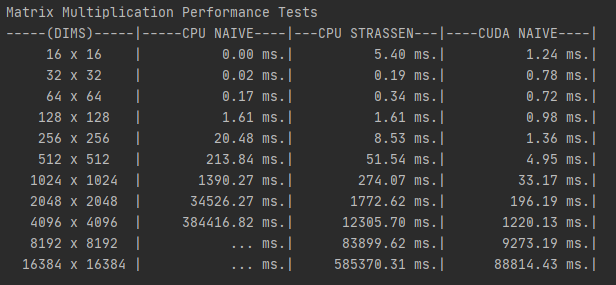 Matrix Multiplication Performance Tests
-----(DIMS)-----|-----CPU NAIVE----|---CPU STRASSEN---|----CUDA NAIVE----|
16 x 16 | 0.00 ms.| 5.40 ms.| 1.24 ms.|
32 x 32 | 0.02 ms.| 0.19 ms.| 0.78 ms.|
64 x 64 | 0.17 ms.| 0.34 ms.| 0.72 ms.|
128 x 128 | 1.61 ms.| 1.61 ms.| 0.98 ms.|
256 x 256 | 20.48 ms.| 8.53 ms.| 1.36 ms.|
512 x 512 | 213.84 ms.| 51.54 ms.| 4.95 ms.|
1024 x 1024 | 1390.27 ms.| 274.07 ms.| 33.17 ms.|
2048 x 2048 | 34526.27 ms.| 1772.62 ms.| 196.19 ms.|
4096 x 4096 | 384416.82 ms.| 12305.70 ms.| 1220.13 ms.|
8192 x 8192 | ... ms.| 83899.62 ms.| 9273.19 ms.|
16384 x 16384 | ... ms.| 585370.31 ms.| 88814.43 ms.|